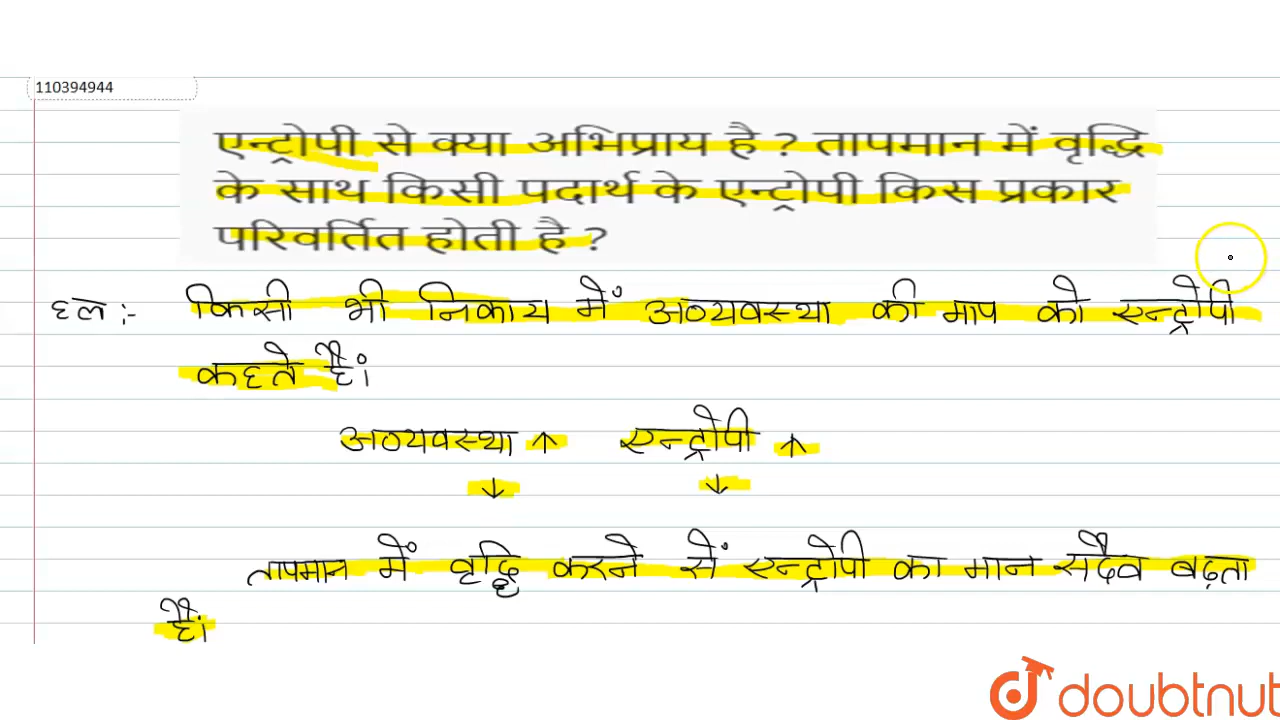 110394944
एन्ट्रोपी से क्या अभिप्राय है ? तापमान में वृद्धि
के साथ किसी पदार्थ के एन्ट्रोपी किस प्रकार
परिवर्तित होती है ?
हल :- किसी भी निकाय में अव्यवस्था की माप को एन्ट्रोपी
कहते हैं।
अव्यवस्था ↑ एन्ट्रोपी ↑
↓ ↓
तापमान में वृद्धि करने से एन्ट्रोपी का मान सदैव बढ़ता
है।
doubtnut